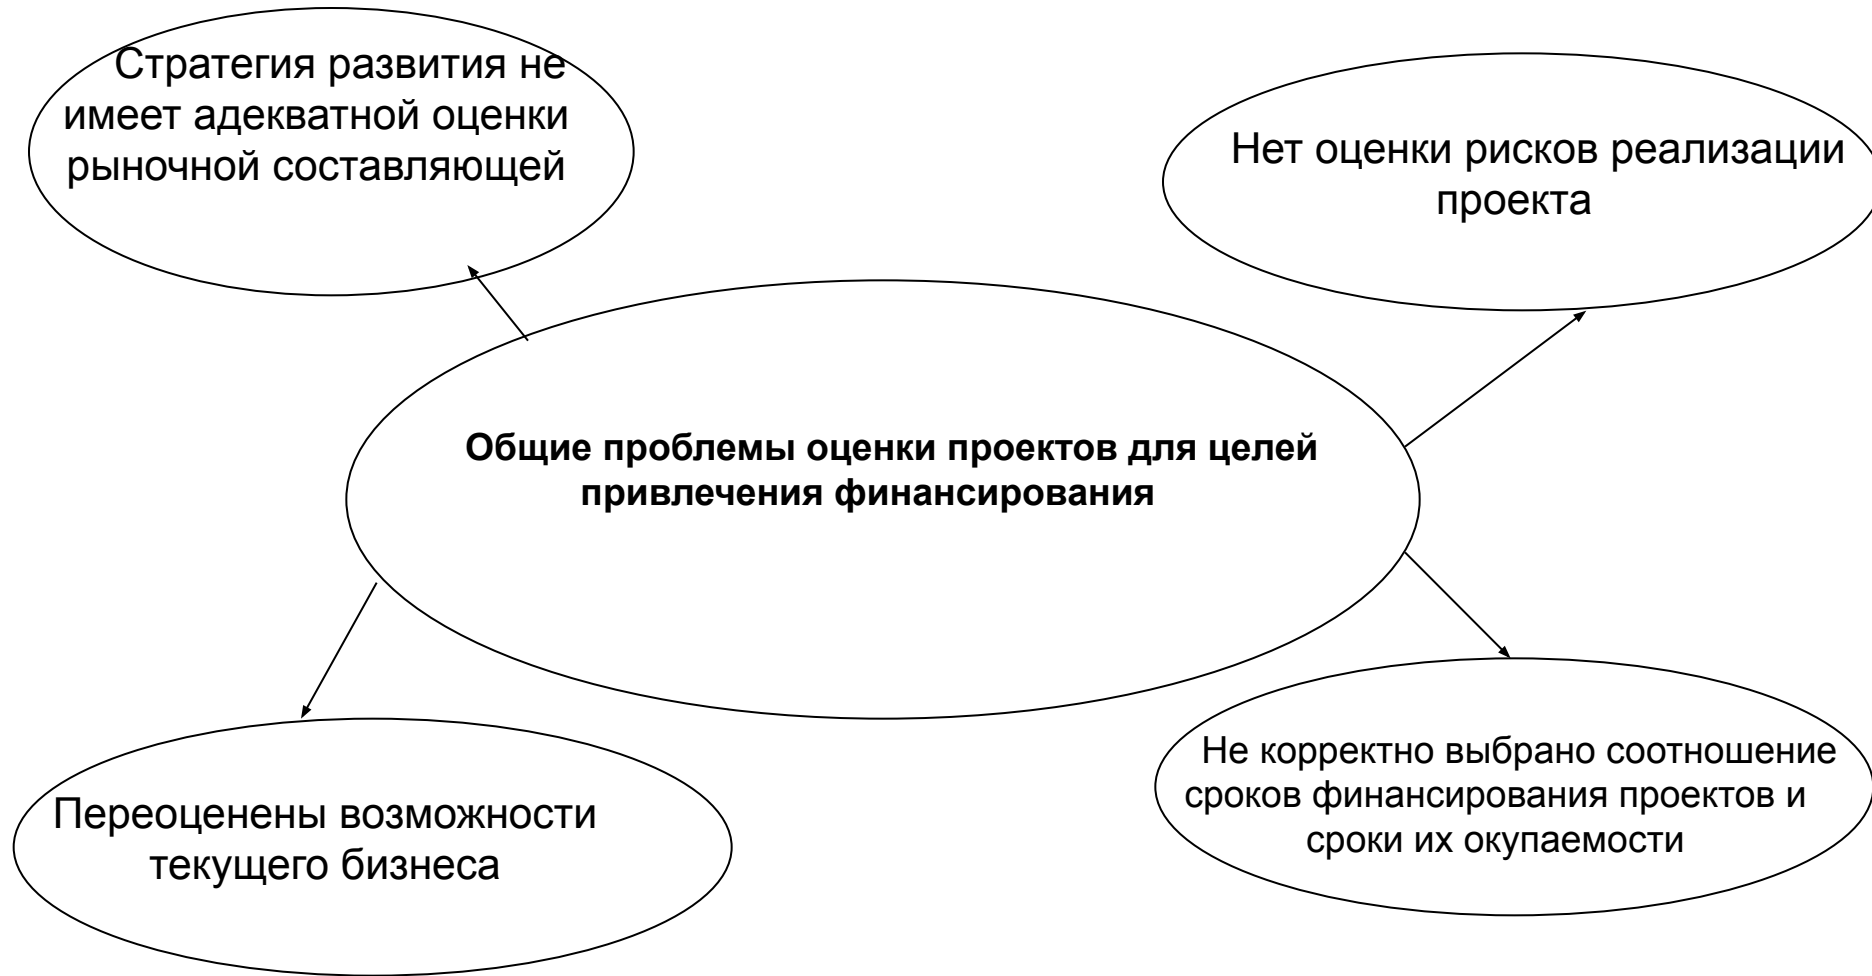 Стратегия развития не
имеет адекватной оценки
рыночной составляющей
Нет оценки рисков реализации
проекта
Общие проблемы оценки проектов для целей
привлечения финансирования
Переоценены возможности
текущего бизнеса
Не корректно выбрано соотношение
сроков финансирования проектов и
сроки их окупаемости